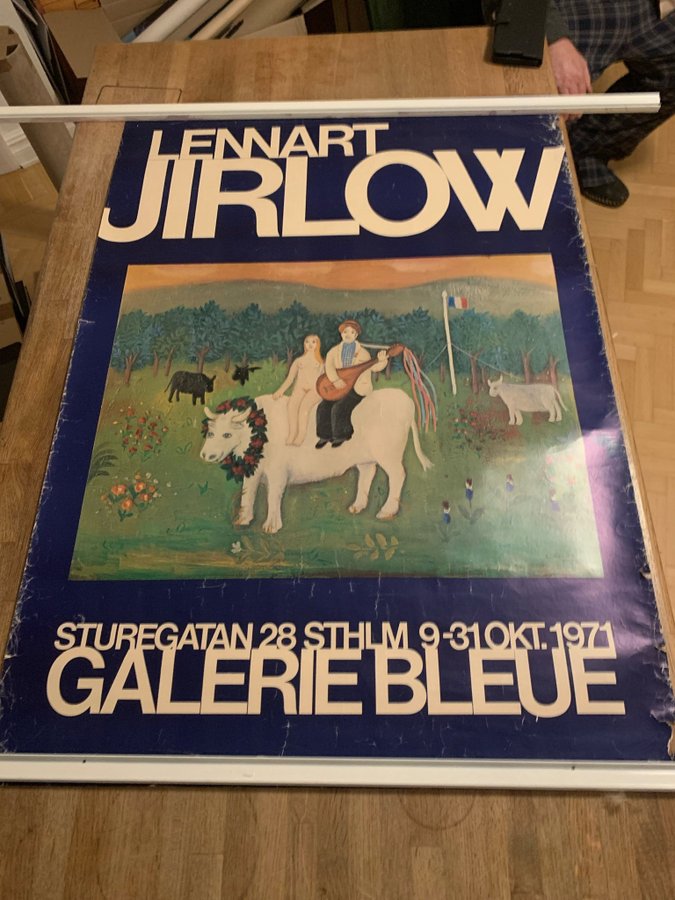 LENNART
JIRLOW
STUREGATAN 28 STHLM 9-31 OKT. 1971
GALERIE BLEUE